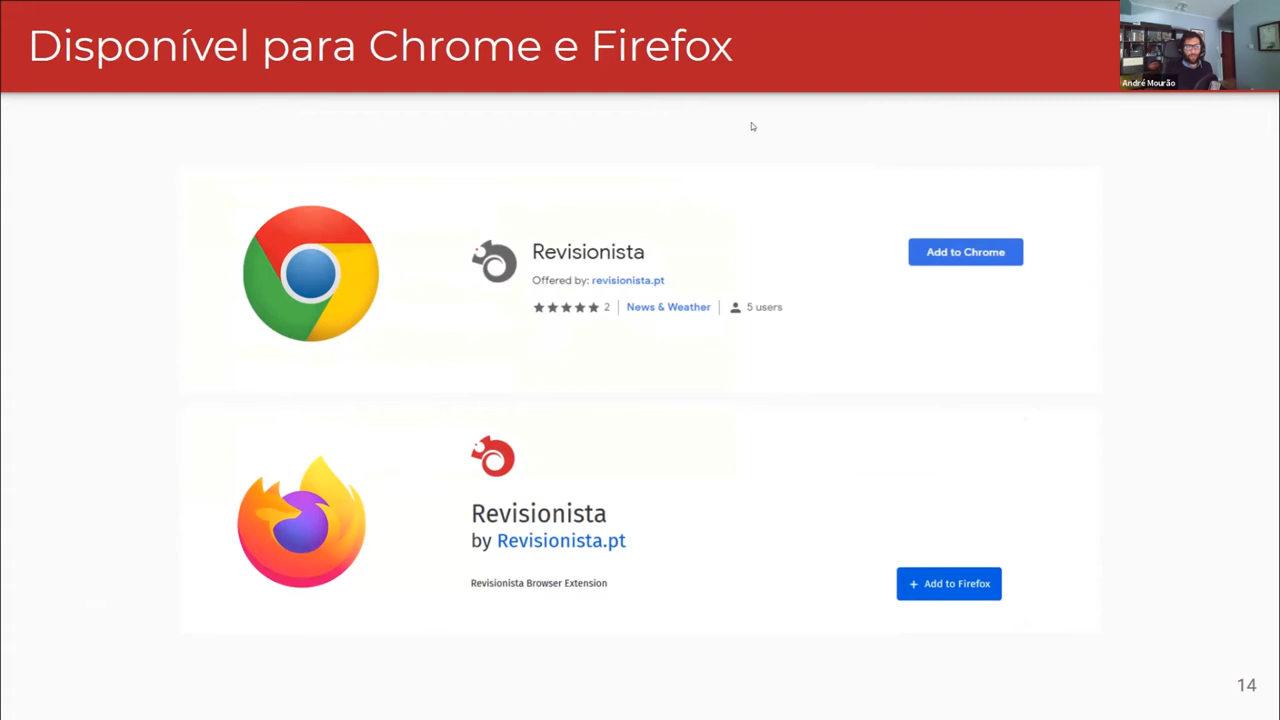 Disponível para Chrome e Firefox
André Mourão
Revisionista
Add to Chrome
Offered by: revisionista.pt
2 | News & Weather | 5 users
Revisionista
by Revisionista.pt
Revisionista Browser Extension
+ Add to Firefox
14